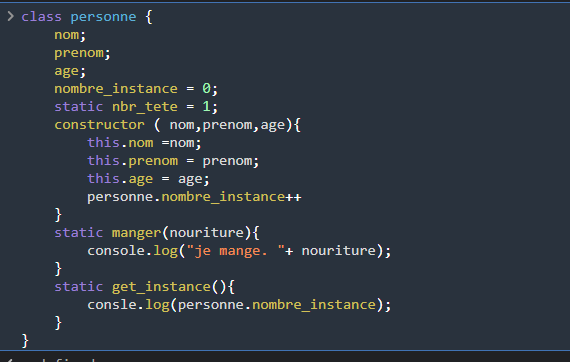 class personne {
    nom;
    prenom;
    age;
    nombre_instance = 0;
    static nbr_tete = 1;
    constructor ( nom,prenom,age){
        this.nom =nom;
        this.prenom = prenom;
        this.age = age;
        personne.nombre_instance++
    }
    static manger(nouriture){
        console.log("je mange. "+ nouriture);
    }
    static get_instance(){
        consle.log(personne.nombre_instance);
    }
}